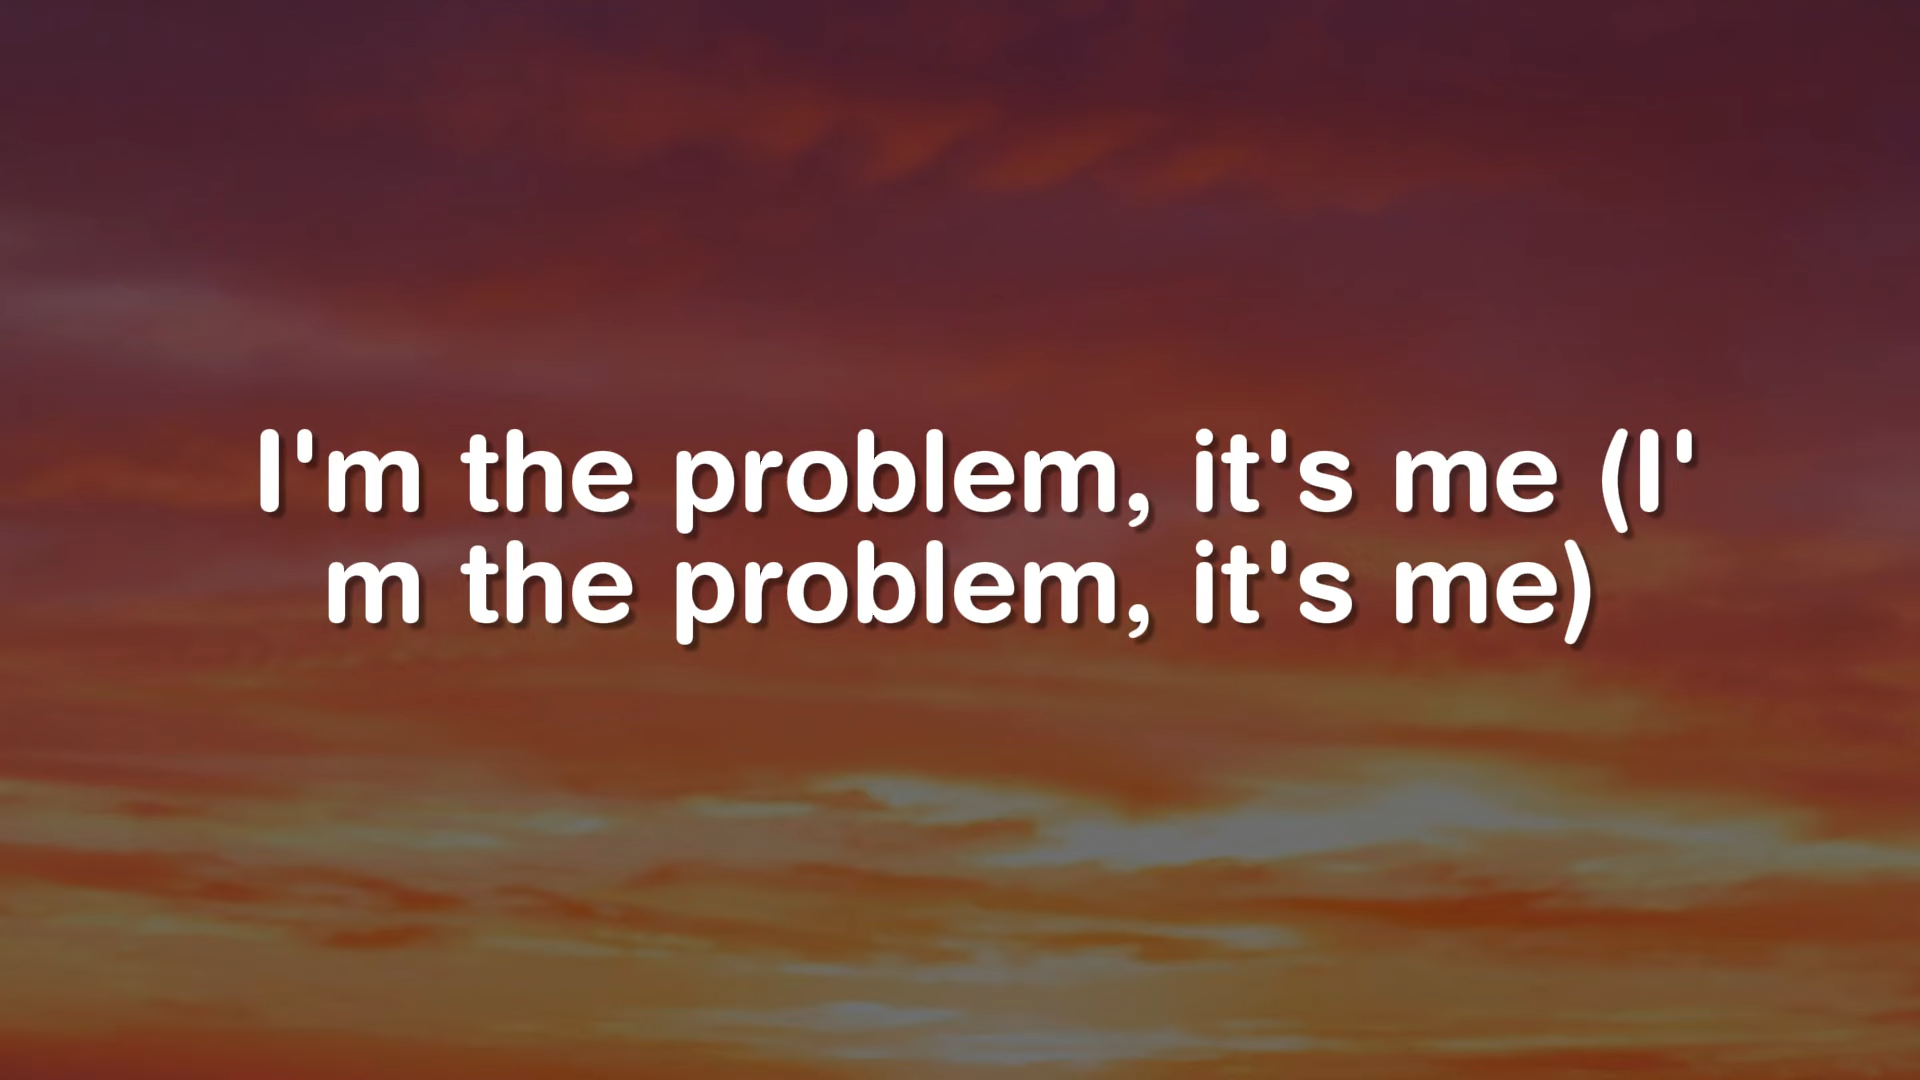 I'm the problem, it's me (I'
m the problem, it's me)